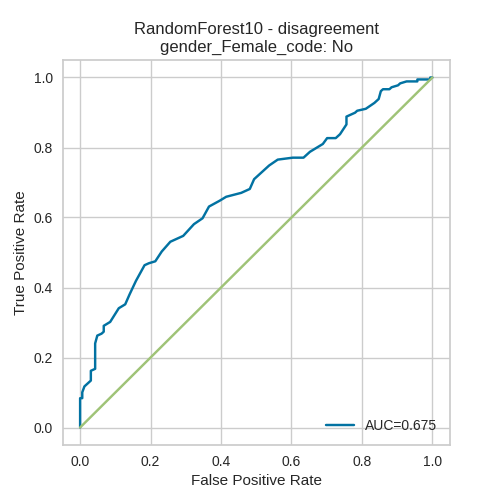 RandomForest10 - disagreement
gender_Female_code: No
True Positive Rate
1.0
0.8
0.6
0.4
0.2
0.0
AUC=0.675
0.0 0.2 0.4 0.6 0.8 1.0
False Positive Rate